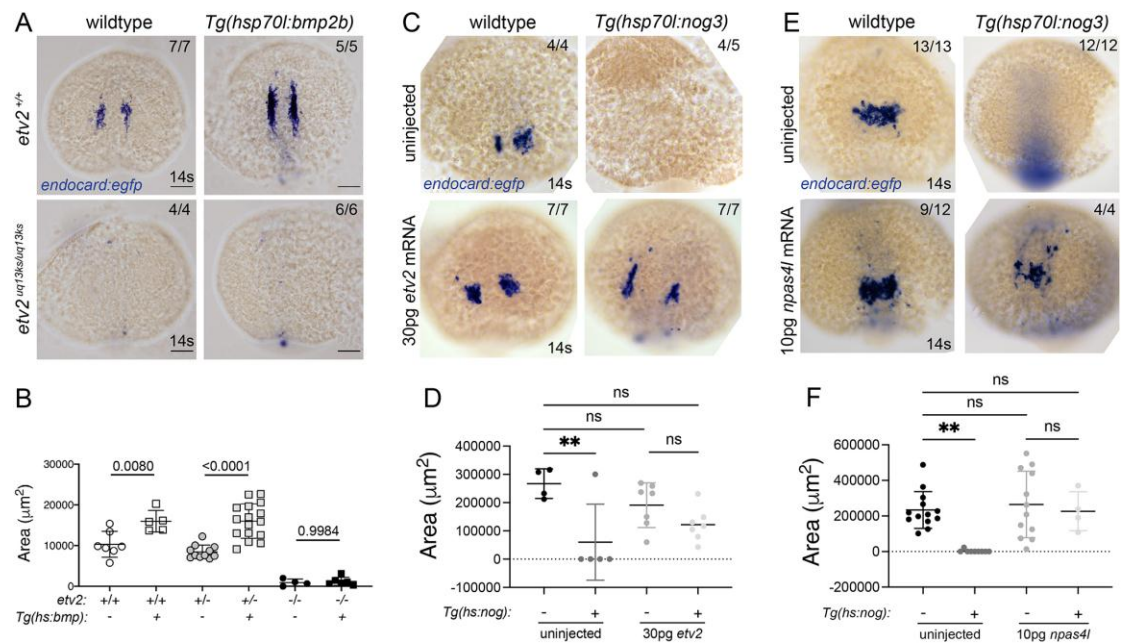 A
wildtype
Tg(hsp70l:bmp2b)
etv2 +/+
7/7
5/5
endocard:egfp
14s
etv2 uq13ks/uq13ks
4/4
6/6
14s
C
wildtype
Tg(hsp70l:nog3)
uninjected
4/4
4/5
endocard:egfp
14s
30pg etv2 mRNA
7/7
7/7
14s
E
wildtype
Tg(hsp70l:nog3)
uninjected
13/13
12/12
endocard:egfp
14s
10pg npas4l mRNA
9/12
4/4
14s
B
Area (μm²)
30000
20000
10000
0
0.0080
<0.0001
0.9984
etv2: +/+ +/+ +/- +/- -/- -/-
Tg(hs:bmp): - + - + - +
D
Area (μm²)
400000
300000
200000
100000
0
-100000
ns
ns
**
ns
Tg(hs:nog): - + - +
uninjected 30pg etv2
F
Area (μm²)
600000
400000
200000
0
-200000
ns
ns
**
ns
Tg(hs:nog): - + - +
uninjected 10pg npas4l